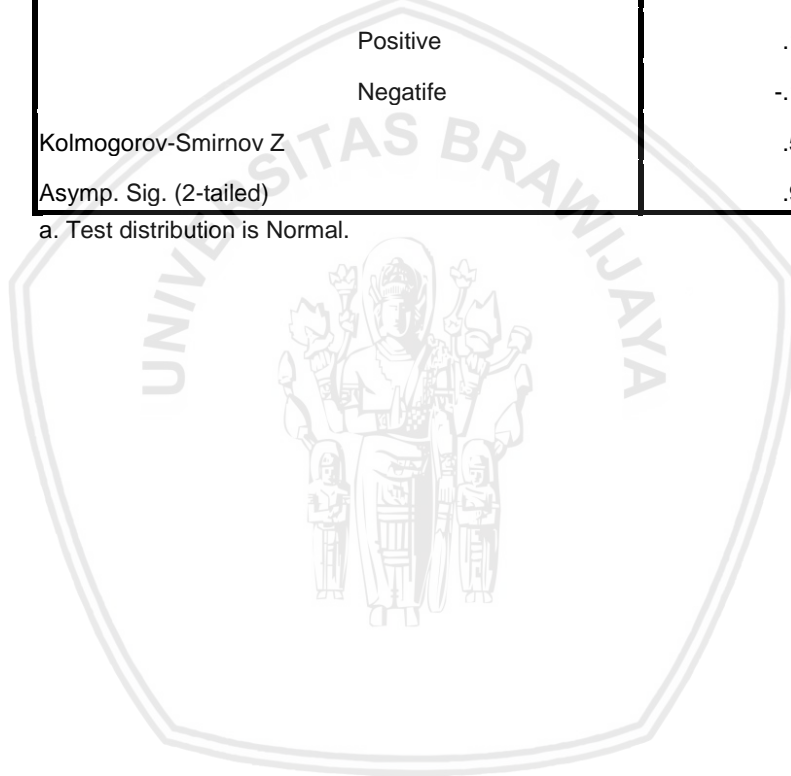 Positive .
Negatife -.
Kolmogorov-Smirnov Z
Asymp. Sig. (2-tailed)
a. Test distribution is Normal.
UNIVERSITAS BRAWIJAYA